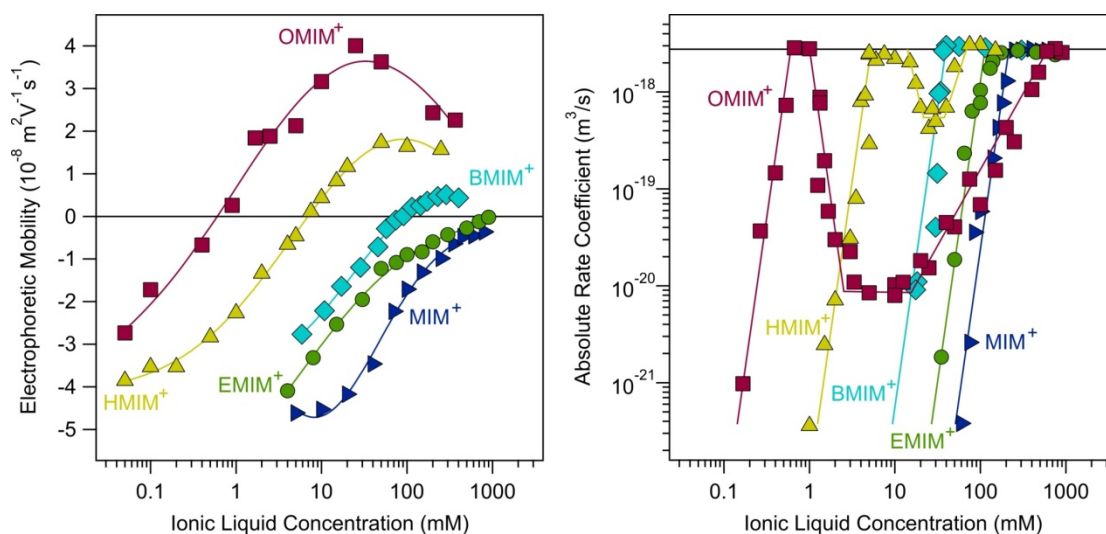 Electrophoretic Mobility (10⁻⁸ m²V⁻¹s⁻¹)
4
3
2
1
0
-1
-2
-3
-4
-5
OMIM⁺
BMIM⁺
MIM⁺
EMIM⁺
HMIM⁺
0.1
1
10
100
1000
Ionic Liquid Concentration (mM)
Absolute Rate Coefficient (m³/s)
10⁻¹⁸
10⁻¹⁹
10⁻²⁰
10⁻²¹
OMIM⁺
HMIM⁺
MIM⁺
BMIM⁺
EMIM⁺
0.1
1
10
100
1000
Ionic Liquid Concentration (mM)